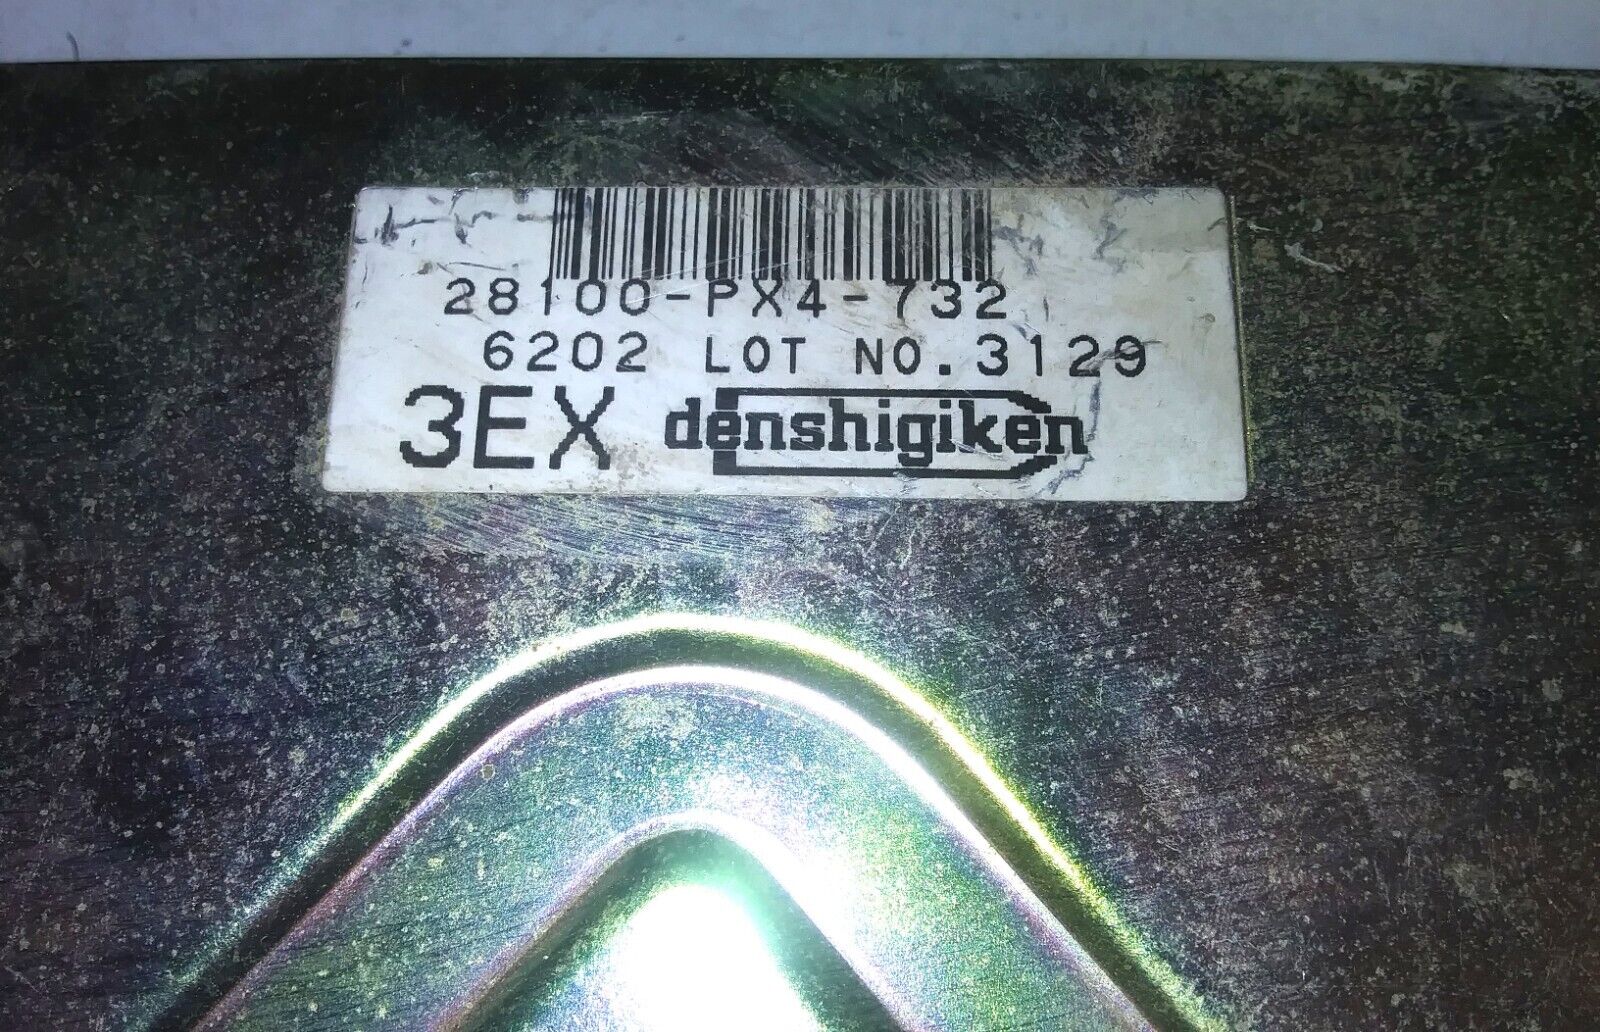 28100-PX4-732
6202 LOT NO.3129
3EX denshigiken